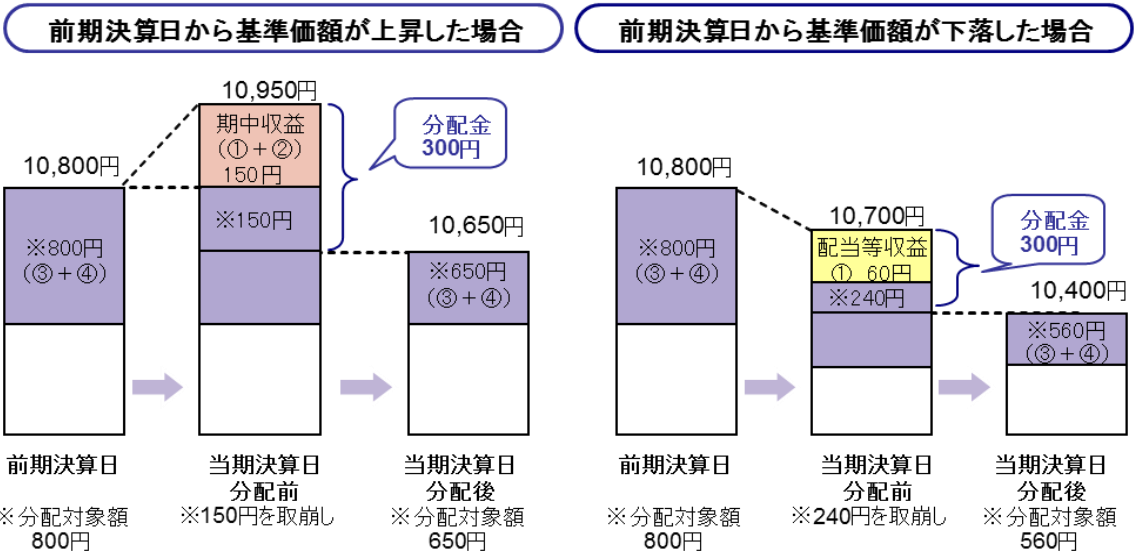 前期決算日から基準価額が上昇した場合
10,950円
期中収益
(①+②)
150円
分配金
300円
10,800円
※800円
(③+④)
※150円
10,650円
※650円
(③+④)
前期決算日
※分配対象額
800円
当期決算日
分配前
※150円を取崩し
当期決算日
分配後
※分配対象額
650円
前期決算日から基準価額が下落した場合
10,800円
※800円
(③+④)
10,700円
配当等収益
① 60円
※240円
分配金
300円
10,400円
※560円
(③+④)
前期決算日
※分配対象額
800円
当期決算日
分配前
※240円を取崩し
当期決算日
分配後
※分配対象額
560円